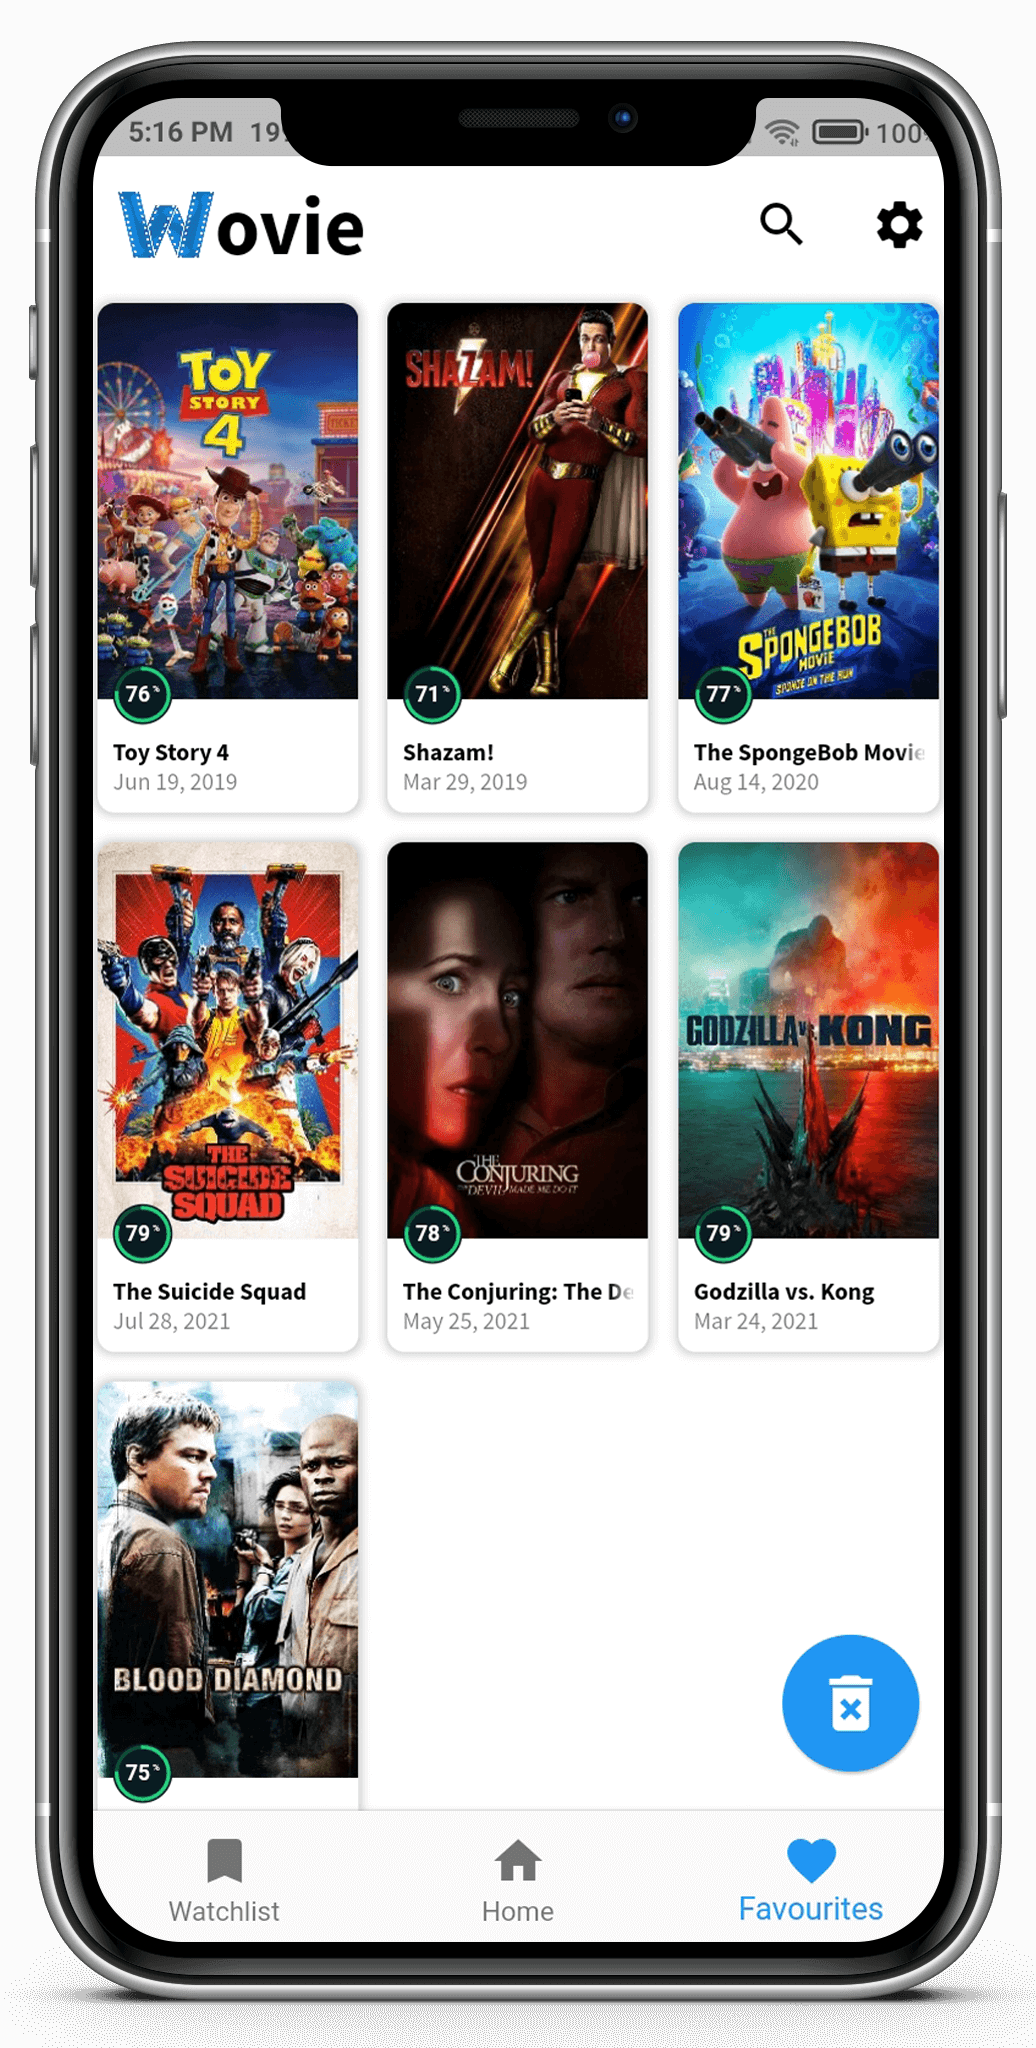 5:16 PM 19
100
Wovie
TOY
STORY
4
TICKE
SHAZAM!
THE
SPONGEBOB
MOVIE
SPONGE ON THE RUN
76%
71%
77%
Toy Story 4
Shazam!
The SpongeBob Movie
Jun 19, 2019
Mar 29, 2019
Aug 14, 2020
THE
SUICIDE
SQUAD
THE
CONJURING
THE DEVIL MADE ME DO IT
GODZILLA vs KONG
79%
78%
79%
The Suicide Squad
The Conjuring: The De
Godzilla vs. Kong
Jul 28, 2021
May 25, 2021
Mar 24, 2021
BLOOD DIAMOND
75%
Watchlist
Home
Favourites